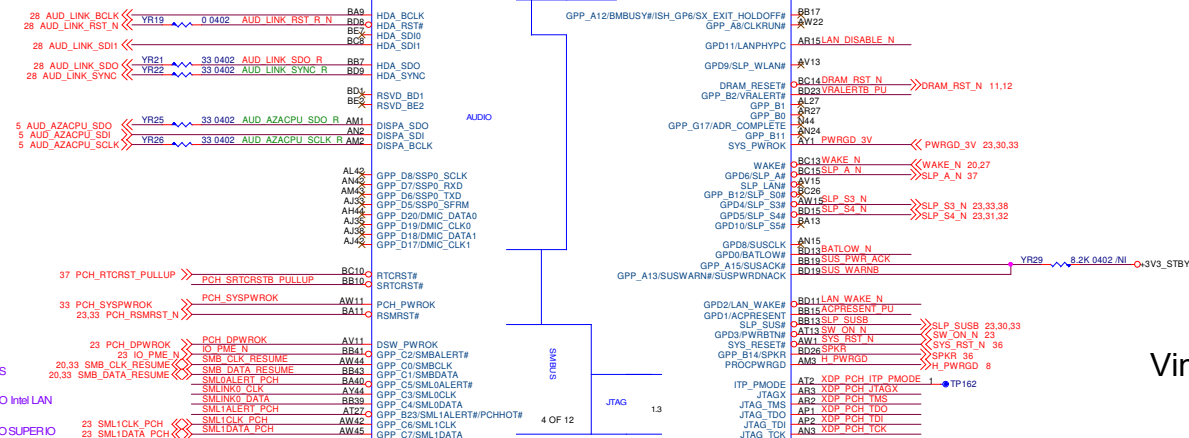 28 AUD_LINK_BCLK BA9 HDA_BCLK
28 AUD_LINK_RST_N YR19 0 0402 AUD_LINK_RST_R_N BD8 HDA_RST#
BE7 HDA_SDI0
28 AUD_LINK_SDI1 BC8 HDA_SDI1
28 AUD_LINK_SDO YR21 33 0402 AUD_LINK_SDO_R BB7 HDA_SDO
28 AUD_LINK_SYNC YR22 33 0402 AUD_LINK_SYNC_R BD9 HDA_SYNC
BD1 RSVD_BD1
BE2 RSVD_BE2
AUDIO
5 AUD_AZACPU_SDO YR25 33 0402 AUD_AZACPU_SDO_R AM1 DISPA_SDO
5 AUD_AZACPU_SDI AN2 DISPA_SDI
5 AUD_AZACPU_SCLK YR26 33 0402 AUD_AZACPU_SCLK_R AM2 DISPA_BCLK
AL42 GPP_D8/SSP0_SCLK
AN42 GPP_D7/SSP0_RXD
AM43 GPP_D6/SSP0_TXD
AJ33 GPP_D5/SSP0_SFRM
AH44 GPP_D20/DMIC_DATA0
AJ35 GPP_D19/DMIC_CLK0
AJ38 GPP_D18/DMIC_DATA1
AJ42 GPP_D17/DMIC_CLK1
37 PCH_RTCRST_PULLUP BC10 RTCRST#
PCH_SRTCRSTB_PULLUP BB10 SRTCRST#
33 PCH_SYSPWROK PCH_SYSPWROK AW11 PCH_PWROK
23,33 PCH_RSMRST_N BA11 RSMRST#
23 PCH_DPWROK PCH_DPWROK AV11 DSW_PWROK
23 IO_PME_N IO_PME_N BB41 GPP_C2/SMBALERT#
20,33 SMB_CLK_RESUME SMB_CLK_RESUME AW44 GPP_C0/SMBCLK
20,33 SMB_DATA_RESUME SMB_DATA_RESUME BB43 GPP_C1/SMBDATA
SML0ALERT_PCH BA40 GPP_C5/SML0ALERT#
SMLINK0_CLK AY44 GPP_C3/SML0CLK
SMLINK0_DATA BB39 GPP_C4/SML0DATA
SML1ALERT_PCH AT27 GPP_B23/SML1ALERT#/PCHHOT#
23 SML1CLK_PCH SML1CLK_PCH AW42 GPP_C6/SML1CLK
23 SML1DATA_PCH SML1DATA_PCH AW45 GPP_C7/SML1DATA
S
O Intel LAN
O SUPERIO
SMBUS
JTAG
1.3
4 OF 12
GPP_A12/BMBUSY#/ISH_GP6/SX_EXIT_HOLDOFF# BB17
GPP_A8/CLKRUN# AW22
GPD11/LANPHYPC AR15 LAN_DISABLE_N
GPD9/SLP_WLAN# AV13
DRAM_RESET# BC14 DRAM_RST_N DRAM_RST_N 11,12
GPP_B2/VRALERT# BD23 VRALERTB_PU
GPP_B1 AL27
GPP_B0 AR27
GPP_G17/ADR_COMPLETE N44
GPP_B11 AN24
SYS_PWROK AY1 PWRGD_3V PWRGD_3V 23,30,33
WAKE# BC13 WAKE_N WAKE_N 20,27
GPD6/SLP_A# BC15 SLP_A_N SLP_A_N 37
SLP_LAN# AV15
GPP_B12/SLP_S0# BC26
GPD4/SLP_S3# AW15 SLP_S3_N SLP_S3_N 23,33,38
GPD5/SLP_S4# BD15 SLP_S4_N SLP_S4_N 23,31,32
GPD10/SLP_S5# BA13
GPD8/SUSCLK AN15
GPD0/BATLOW# BD13 BATLOW_N
GPP_A15/SUSACK# BB19 SUS_PWR_ACK YR29 8.2K 0402 /NI +3V3_STBY
GPP_A13/SUSWARN#/SUSPWRDNACK BD19 SUS_WARNB
GPD2/LAN_WAKE# BD11 LAN_WAKE_N
GPD1/ACPRESENT BB15 ACPRESENT_PU
SLP_SUS# BB13 SLP_SUSB SLP_SUSB 23,30,33
GPD3/PWRBTN# AT13 SW_ON_N SW_ON_N 23
SYS_RESET# AW1 SYS_RST_N SYS_RST_N 36
GPP_B14/SPKR BD26 SPKR SPKR 36
PROCPWRGD AM3 H_PWRGD H_PWRGD 8
ITP_PMODE AT2 XDP_PCH_ITP_PMODE 1 TP162
JTAGX AR3 XDP_PCH_JTAGX
JTAG_TMS AR2 XDP_PCH_TMS
JTAG_TDO AP1 XDP_PCH_TDO
JTAG_TDI AP2 XDP_PCH_TDI
JTAG_TCK AN3 XDP_PCH_TCK